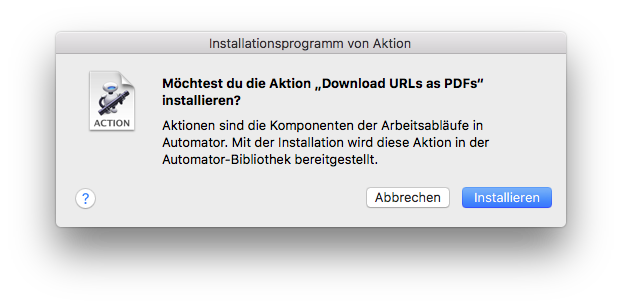 Installationsprogramm von Aktion
Möchtest du die Aktion „Download URLs as PDFs“
installieren?
Aktionen sind die Komponenten der Arbeitsabläufe in
Automator. Mit der Installation wird diese Aktion in der
Automator-Bibliothek bereitgestellt.
ACTION
?
Abbrechen
Installieren